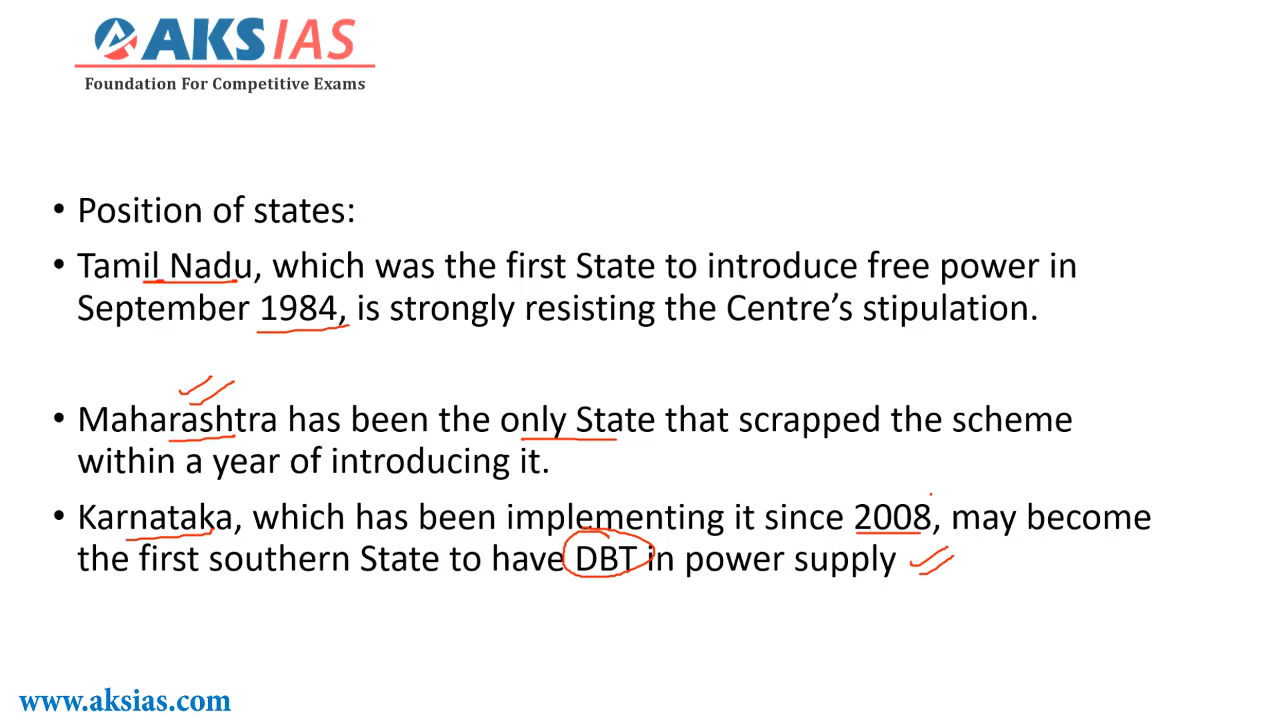 AKS IAS
Foundation For Competitive Exams
• Position of states:
• Tamil Nadu, which was the first State to introduce free power in
September 1984, is strongly resisting the Centre’s stipulation.
• Maharashtra has been the only State that scrapped the scheme
within a year of introducing it.
• Karnataka, which has been implementing it since 2008, may become
the first southern State to have DBT in power supply
www.aksias.com